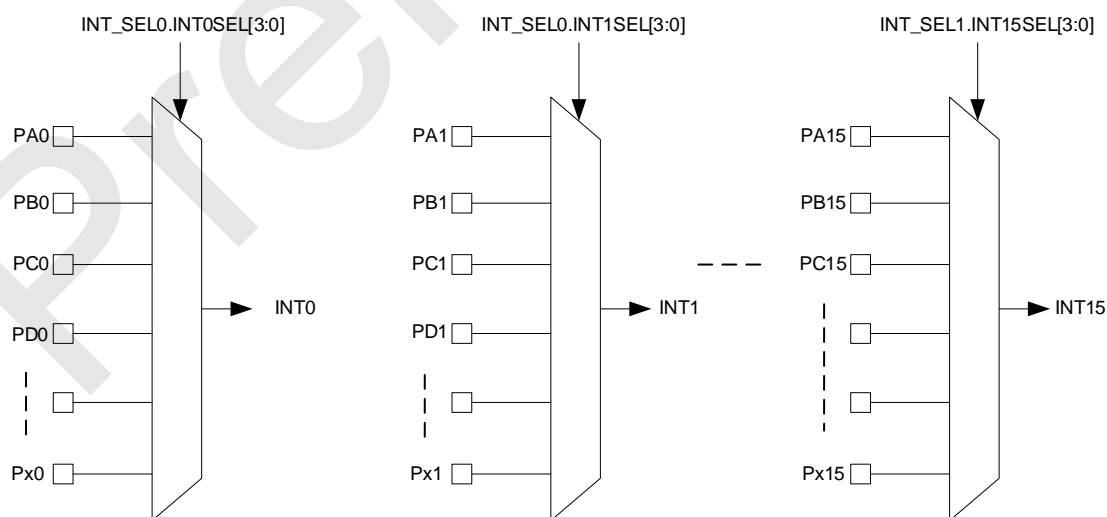 INT_SEL0.INT0SEL[3:0]
INT_SEL0.INT1SEL[3:0]
INT_SEL1.INT15SEL[3:0]
PA0
PB0
PC0
PD0
Px0
INT0
PA1
PB1
PC1
PD1
Px1
INT1
PA15
PB15
PC15
Px15
INT15
Prel